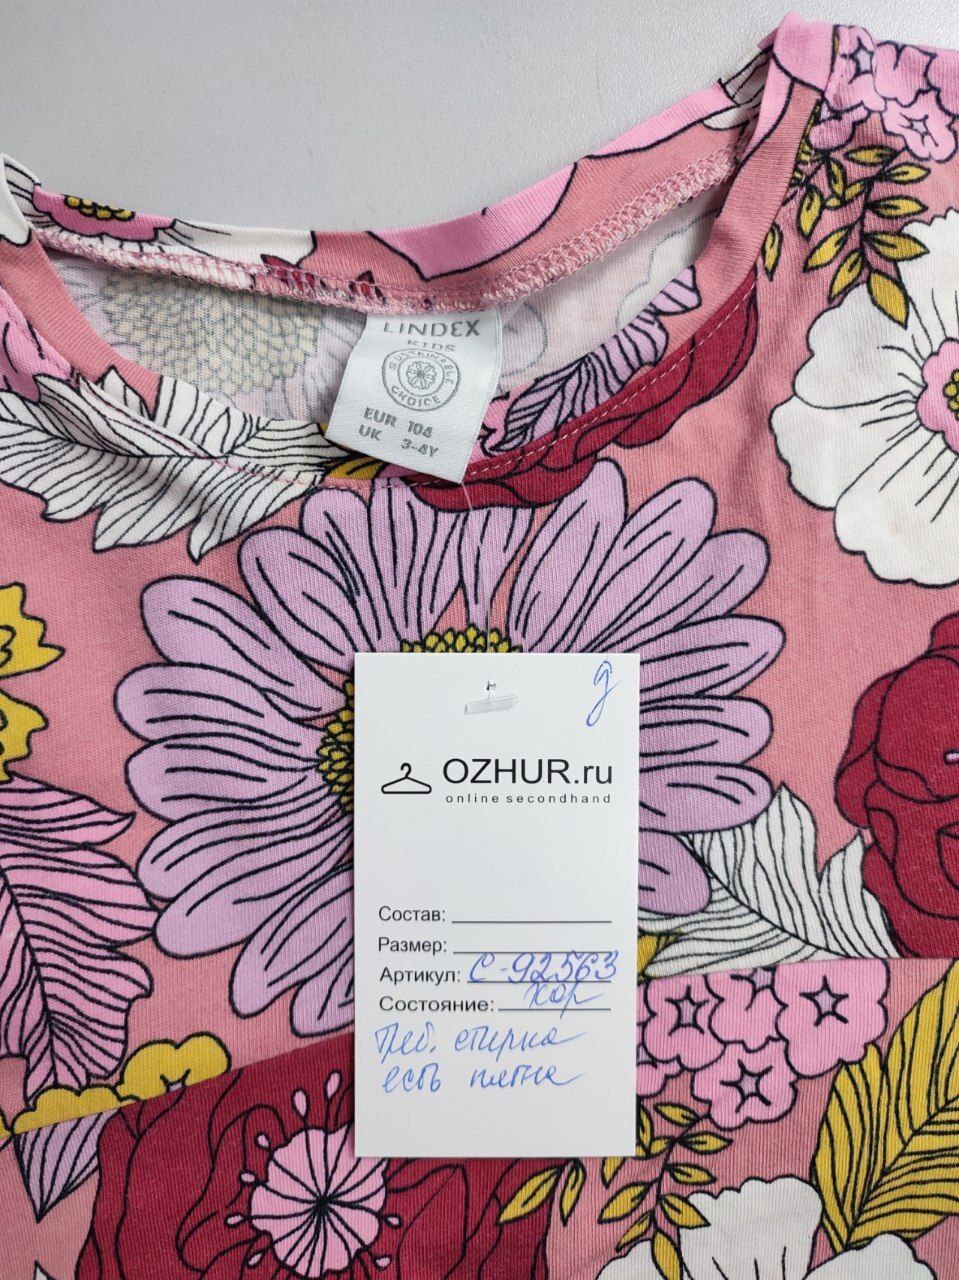 LINDEX
KIDS
SUSTAINABLE
CHOICE
EUR 104
UK 3-4Y
д
OZHUR.ru
online secondhand
Состав:
Размер:
Артикул: С-92563
Состояние: хор
Треб. стирка
есть пятна